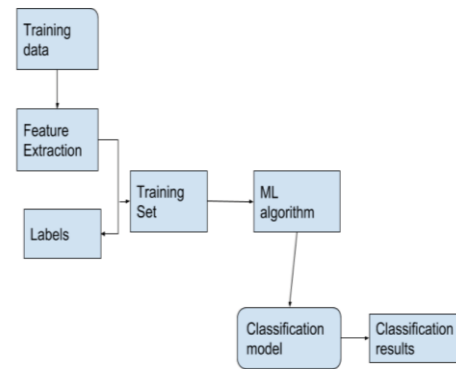 Training
data
Feature
Extraction
Training
Set
ML
algorithm
Labels
Classification
model
Classification
results